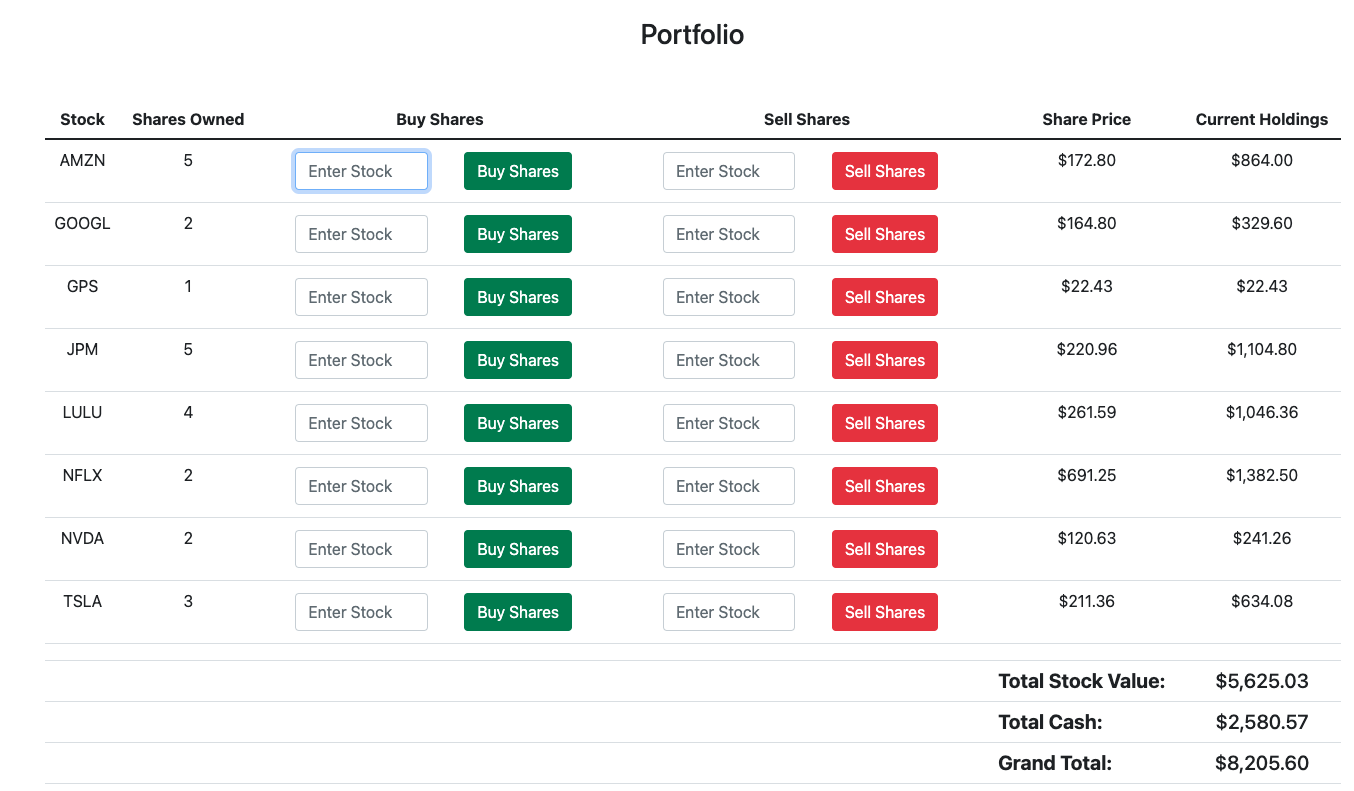 Portfolio
Stock Shares Owned Buy Shares Sell Shares Share Price Current Holdings
AMZN 5 Enter Stock Buy Shares Enter Stock Sell Shares $172.80 $864.00
GOOGL 2 Enter Stock Buy Shares Enter Stock Sell Shares $164.80 $329.60
GPS 1 Enter Stock Buy Shares Enter Stock Sell Shares $22.43 $22.43
JPM 5 Enter Stock Buy Shares Enter Stock Sell Shares $220.96 $1,104.80
LULU 4 Enter Stock Buy Shares Enter Stock Sell Shares $261.59 $1,046.36
NFLX 2 Enter Stock Buy Shares Enter Stock Sell Shares $691.25 $1,382.50
NVDA 2 Enter Stock Buy Shares Enter Stock Sell Shares $120.63 $241.26
TSLA 3 Enter Stock Buy Shares Enter Stock Sell Shares $211.36 $634.08
Total Stock Value: $5,625.03
Total Cash: $2,580.57
Grand Total: $8,205.60